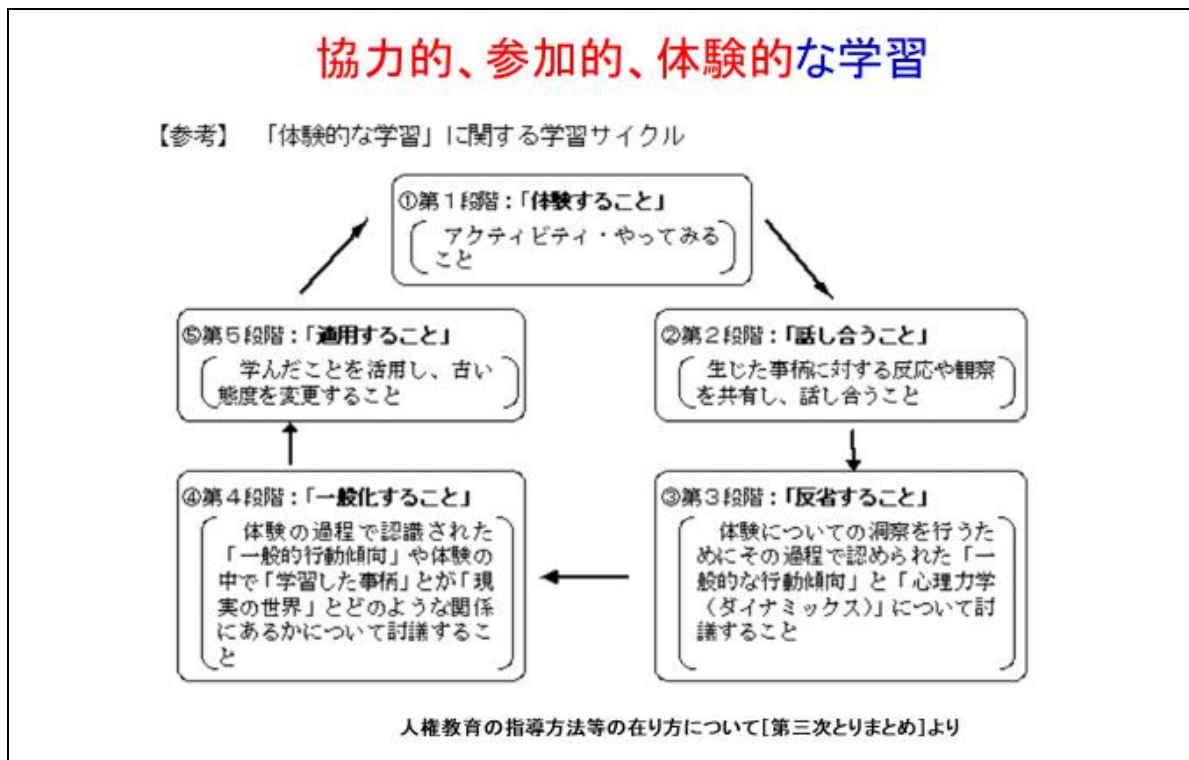 協力的、参加的、体験的な学習
【参考】 「体験的な学習」に関する学習サイクル
①第1段階：「体験すること」
アクティビティ・やってみる
こと
②第2段階：「話し合うこと」
生じた事柄に対する反応や観察
を共有し、話し合うこと
③第3段階：「反省すること」
体験についての洞察を行うた
めにその過程で認められた「一
般的な行動傾向」と「心理力学
（ダイナミックス）」について討
議すること
④第4段階：「一般化すること」
体験の過程で認識された
「一般的行動傾向」や体験の
中で「学習した事柄」とが「現
実の世界」とどのような関係
にあるかについて討議するこ
と
⑤第5段階：「適用すること」
学んだことを活用し、古い
態度を変更すること
人権教育の指導方法等の在り方について[第三次とりまとめ]より